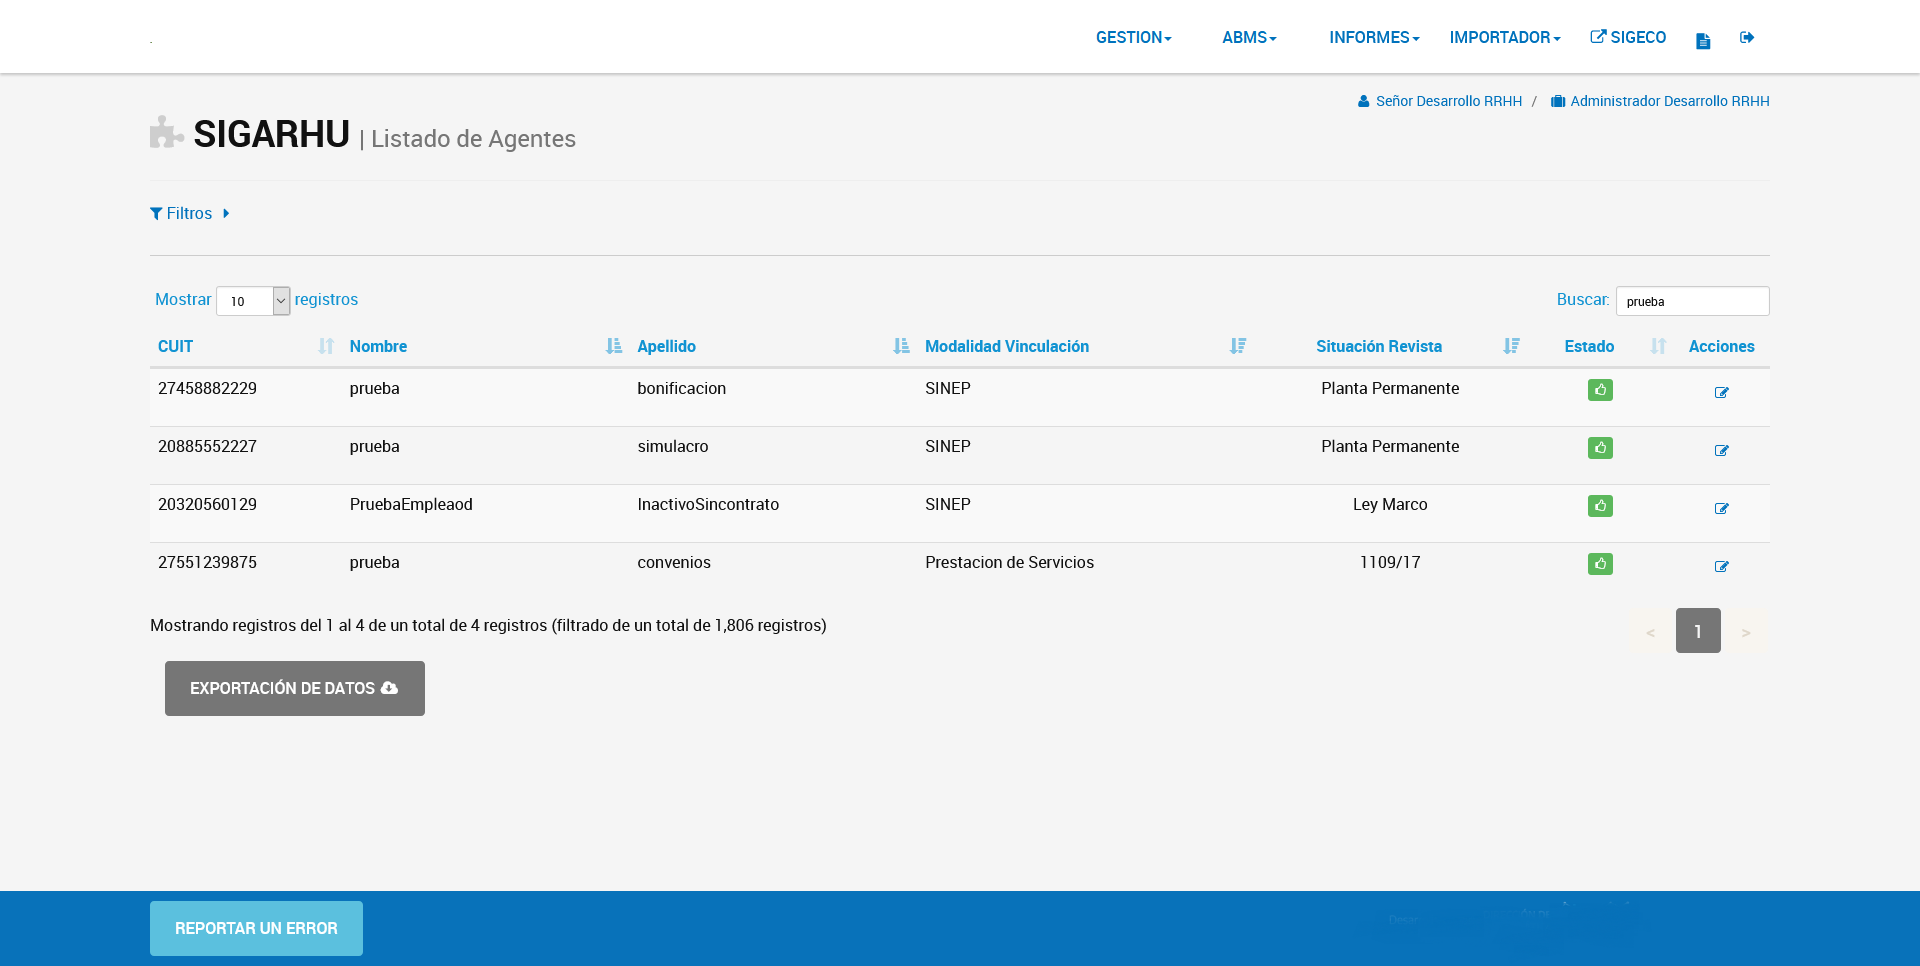 GESTION ABMS INFORMES IMPORTADOR SIGECO
Señor Desarrollo RRHH / Administrador Desarrollo RRHH
SIGARHU | Listado de Agentes
Filtros
Mostrar 10 registros Buscar: prueba
CUIT Nombre Apellido Modalidad Vinculación Situación Revista Estado Acciones
27458882229 prueba bonificacion SINEP Planta Permanente
20885552227 prueba simulacro SINEP Planta Permanente
20320560129 PruebaEmpleaod InactivoSincontrato SINEP Ley Marco
27551239875 prueba convenios Prestacion de Servicios 1109/17
Mostrando registros del 1 al 4 de un total de 4 registros (filtrado de un total de 1,806 registros) < 1 >
EXPORTACIÓN DE DATOS
REPORTAR UN ERROR